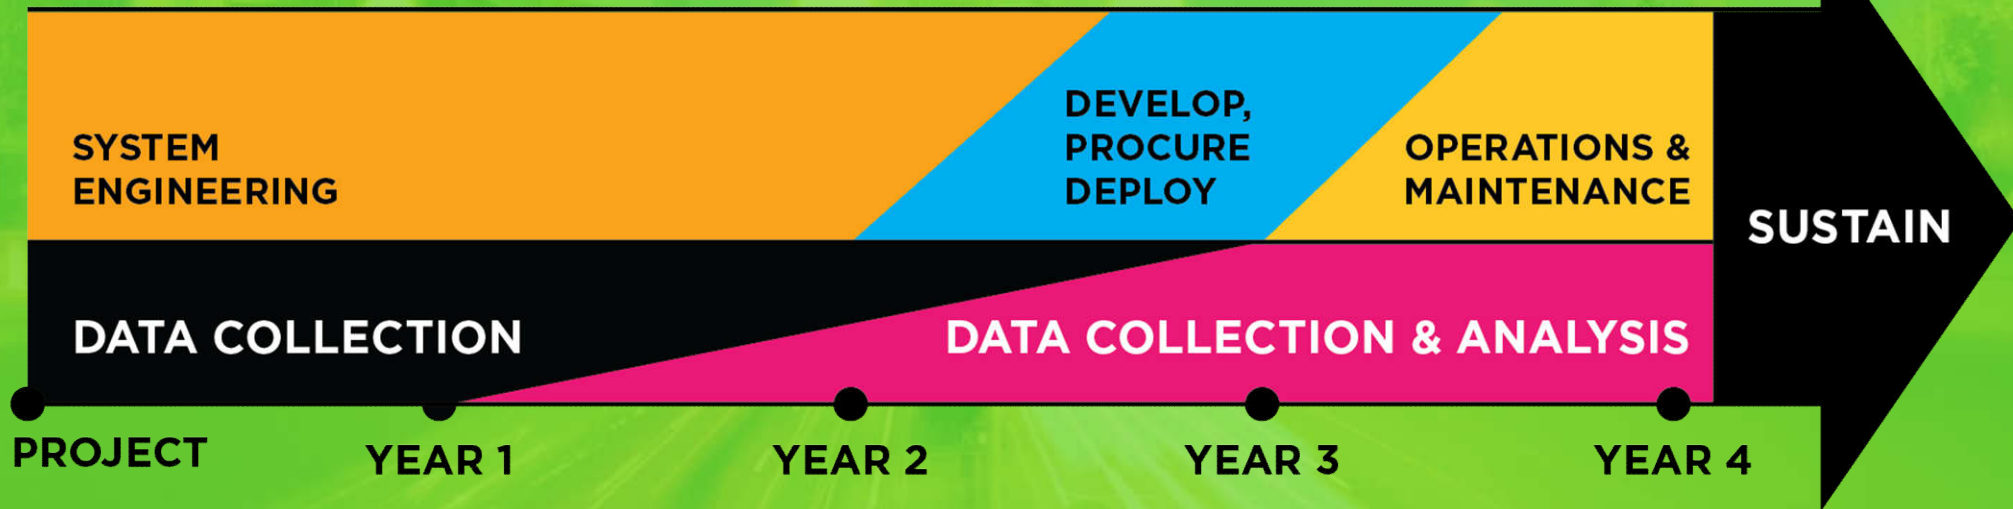 SYSTEM
ENGINEERING
DEVELOP,
PROCURE
DEPLOY
OPERATIONS &
MAINTENANCE
SUSTAIN
DATA COLLECTION
DATA COLLECTION & ANALYSIS
PROJECT
YEAR 1
YEAR 2
YEAR 3
YEAR 4